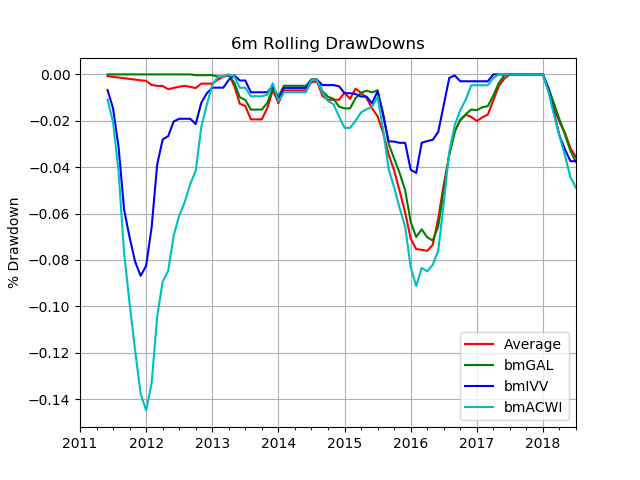 6m Rolling DrawDowns
0.00
−0.02
−0.04
−0.06
−0.08
−0.10
−0.12
−0.14
% Drawdown
Average
bmGAL
bmIVV
bmACWI
2011 2012 2013 2014 2015 2016 2017 2018